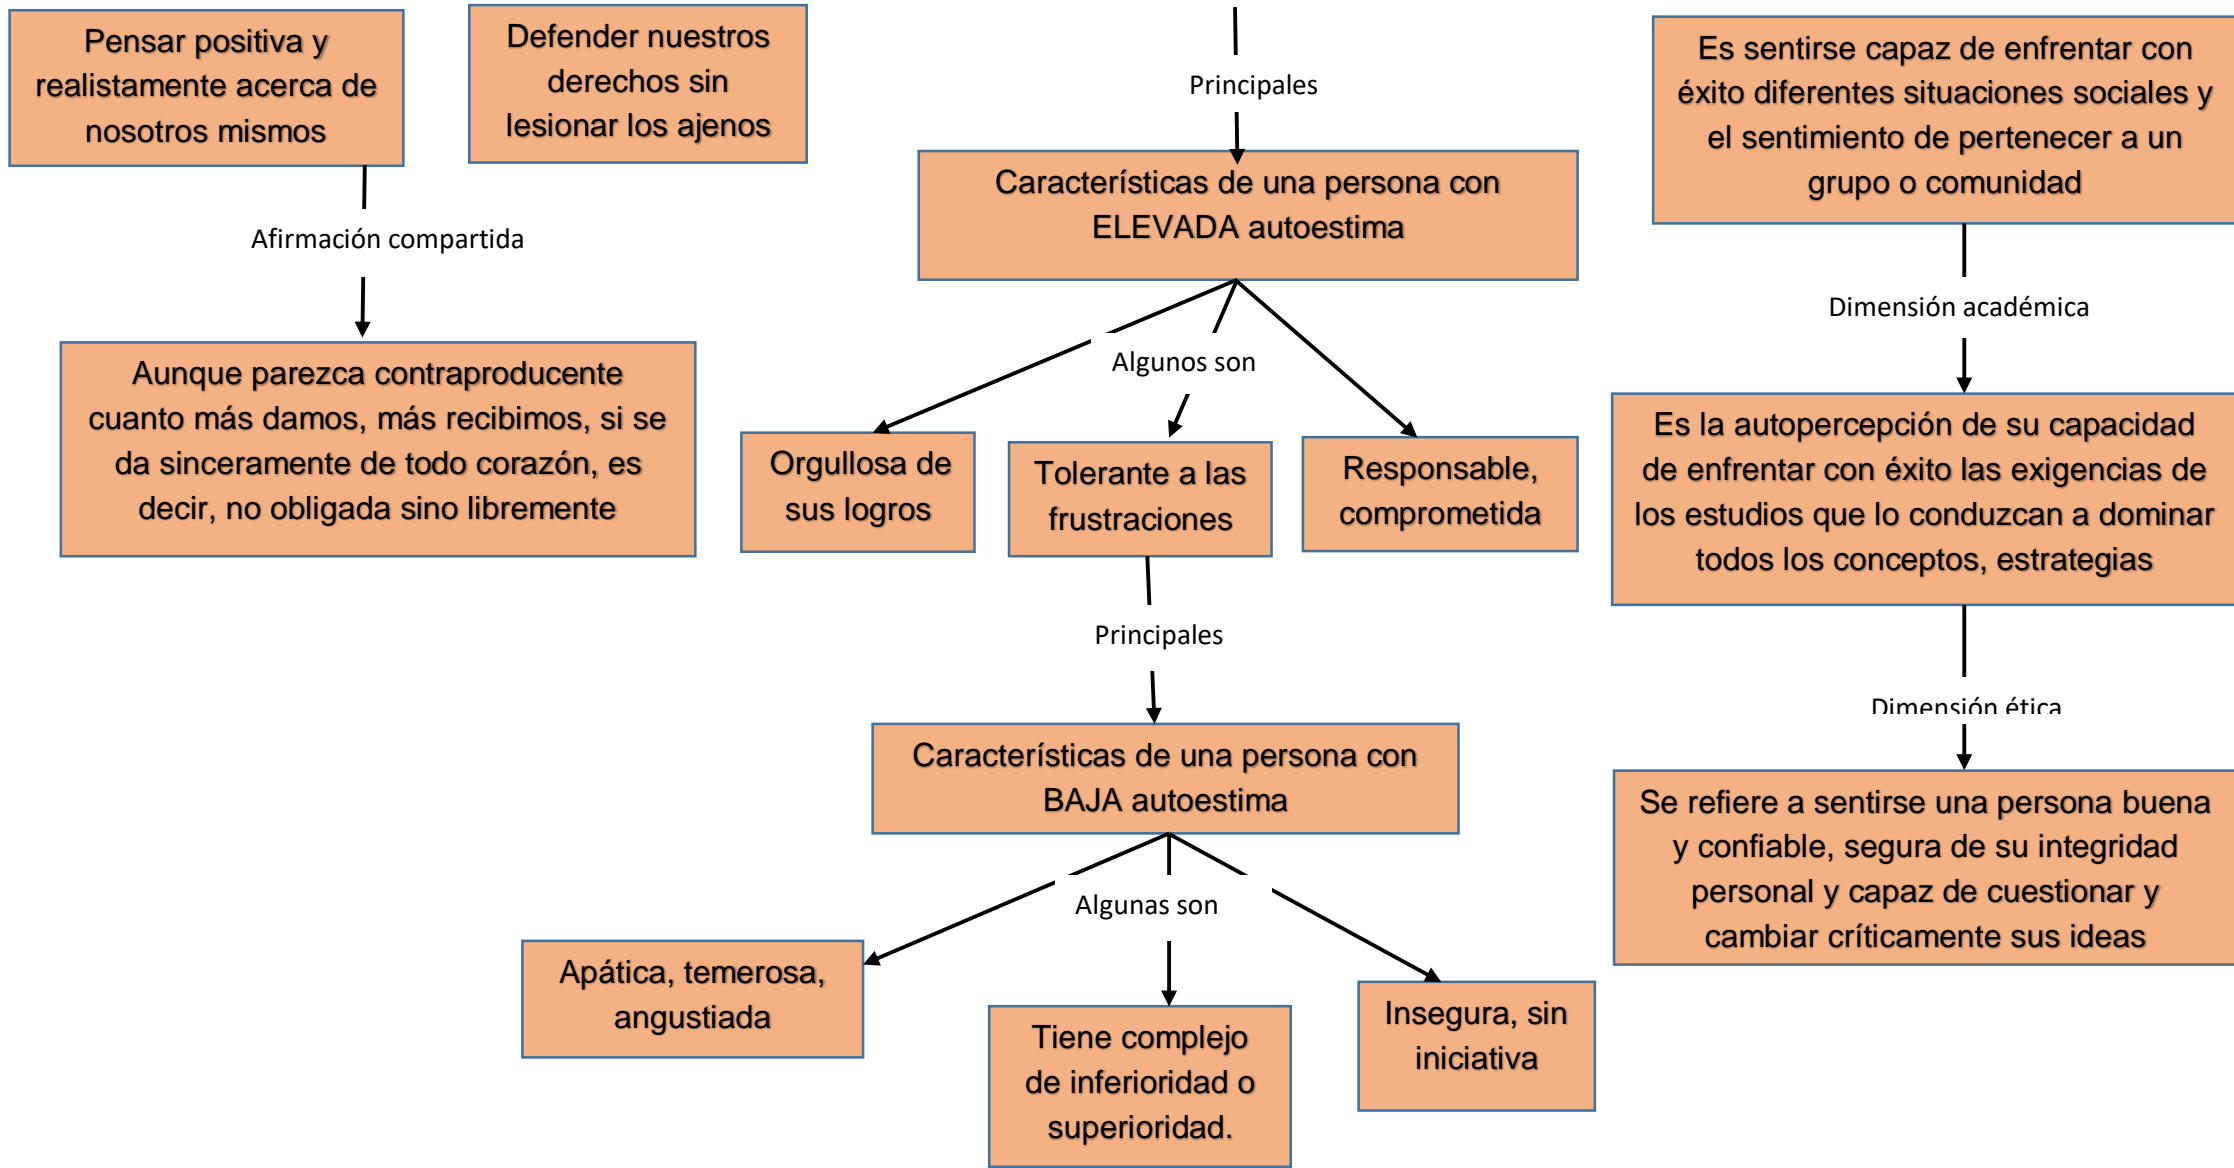 Pensar positiva y
realistamente acerca de
nosotros mismos
Afirmación compartida
Aunque parezca contraproducente
cuanto más damos, más recibimos, si se
da sinceramente de todo corazón, es
decir, no obligada sino libremente
Defender nuestros
derechos sin
lesionar los ajenos
Principales
Características de una persona con
ELEVADA autoestima
Algunos son
Orgullosa de
sus logros
Tolerante a las
frustraciones
Responsable,
comprometida
Principales
Características de una persona con
BAJA autoestima
Algunas son
Apática, temerosa,
angustiada
Tiene complejo
de inferioridad o
superioridad.
Insegura, sin
iniciativa
Es sentirse capaz de enfrentar con
éxito diferentes situaciones sociales y
el sentimiento de pertenecer a un
grupo o comunidad
Dimensión académica
Es la autopercepción de su capacidad
de enfrentar con éxito las exigencias de
los estudios que lo conduzcan a dominar
todos los conceptos, estrategias
Dimensión ética
Se refiere a sentirse una persona buena
y confiable, segura de su integridad
personal y capaz de cuestionar y
cambiar críticamente sus ideas